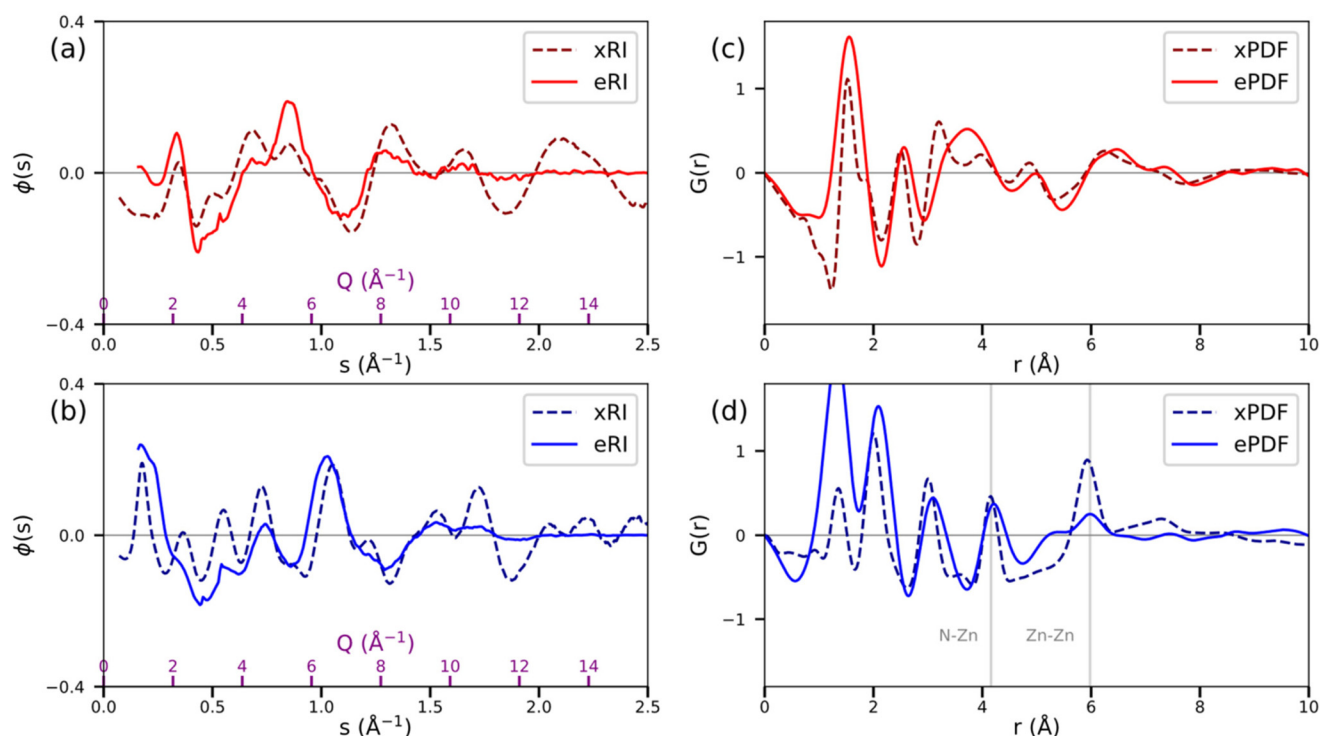 (a)
xRI
eRI
0.4
0.0
−0.4
ϕ(s)
Q (Å⁻¹)
0 2 4 6 8 10 12 14
0.0 0.5 1.0 1.5 2.0 2.5
s (Å⁻¹)
(c)
xPDF
ePDF
1
0
−1
G(r)
0 2 4 6 8 10
r (Å)
(b)
xRI
eRI
0.4
0.0
−0.4
ϕ(s)
Q (Å⁻¹)
0 2 4 6 8 10 12 14
0.0 0.5 1.0 1.5 2.0 2.5
s (Å⁻¹)
(d)
xPDF
ePDF
1
0
−1
G(r)
N-Zn Zn-Zn
0 2 4 6 8 10
r (Å)